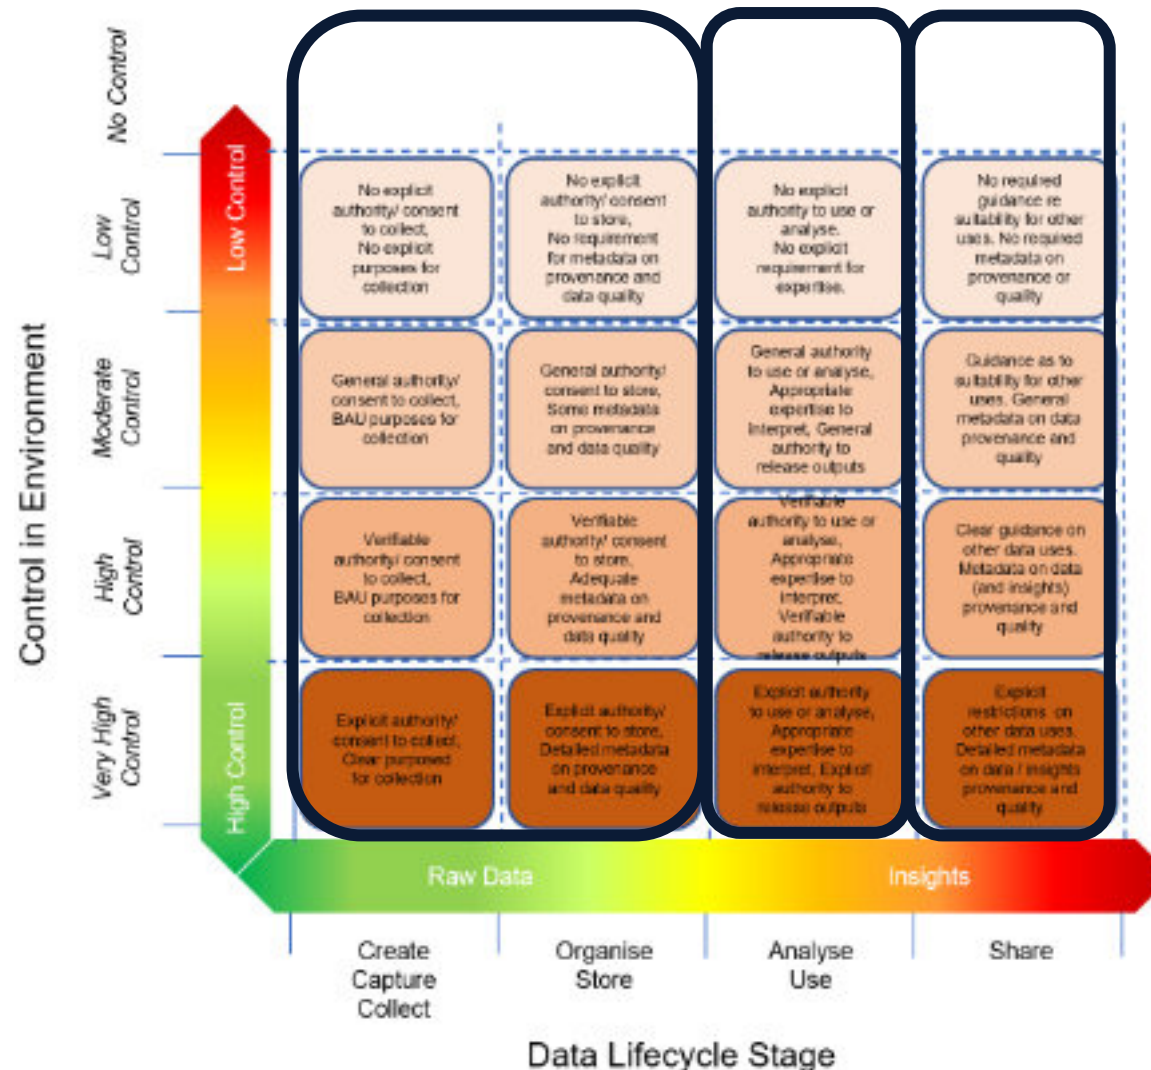 Control in Environment
No Control
Low
Control
Moderate
Control
High
Control
Very High
Control
Low Control
High Control
No explicit
authority/ consent
to collect,
No explicit
purposes for
collection
No explicit
authority/ consent
to store,
No requirement
for metadata on
provenance and
data quality
No explicit
authority to use or
analyse.
No explicit
requirement for
expertise.
No required
guidance re
suitability for other
uses. No required
metadata on
provenance or
quality
General authority/
consent to collect,
BAU purposes for
collection
General authority/
consent to store,
Some metadata
on provenance
and data quality
General authority
to use or analyse,
Appropriate
expertise to
interpret, General
authority to
release outputs
Guidance as to
suitability for other
uses. General
metadata on data
provenance and
quality
Verifiable
authority/ consent
to collect,
BAU purposes for
collection
Verifiable
authority/ consent
to store,
Adequate
metadata on
provenance and
data quality
Verifiable
authority to use or
analyse,
Appropriate
expertise to
interpret,
Verifiable
authority to
release outputs
Clear guidance on
other data uses.
Metadata on data
(and insights)
provenance and
quality
Explicit authority/
consent to collect,
Clear purposed
for collection
Explicit authority/
consent to store,
Detailed metadata
on provenance
and data quality
Explicit authority
to use or analyse,
Appropriate
expertise to
interpret, Explicit
authority to
release outputs
Explicit
restrictions on
other data uses.
Detailed metadata
on data / insights
provenance and
quality
Raw Data
Insights
Create
Capture
Collect
Organise
Store
Analyse
Use
Share
Data Lifecycle Stage